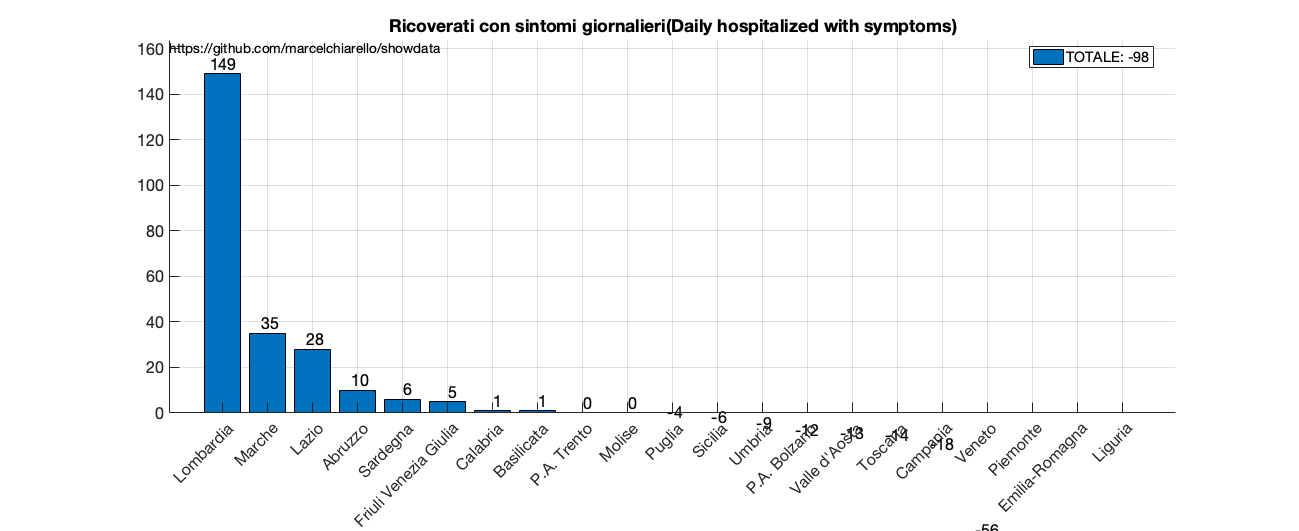 Ricoverati con sintomi giornalieri(Daily hospitalized with symptoms)
https://github.com/marcelchiarello/showdata
TOTALE: -98
160
140
120
100
80
60
40
20
0
149
35
28
10
6
5
1
1
0
0
-4
-6
-9
-12
-13
-14
-18
-56
Lombardia
Marche
Lazio
Abruzzo
Sardegna
Friuli Venezia Giulia
Calabria
Basilicata
P.A. Trento
Molise
Puglia
Sicilia
Umbria
P.A. Bolzano
Valle d'Aosta
Toscana
Campania
Veneto
Piemonte
Emilia-Romagna
Liguria